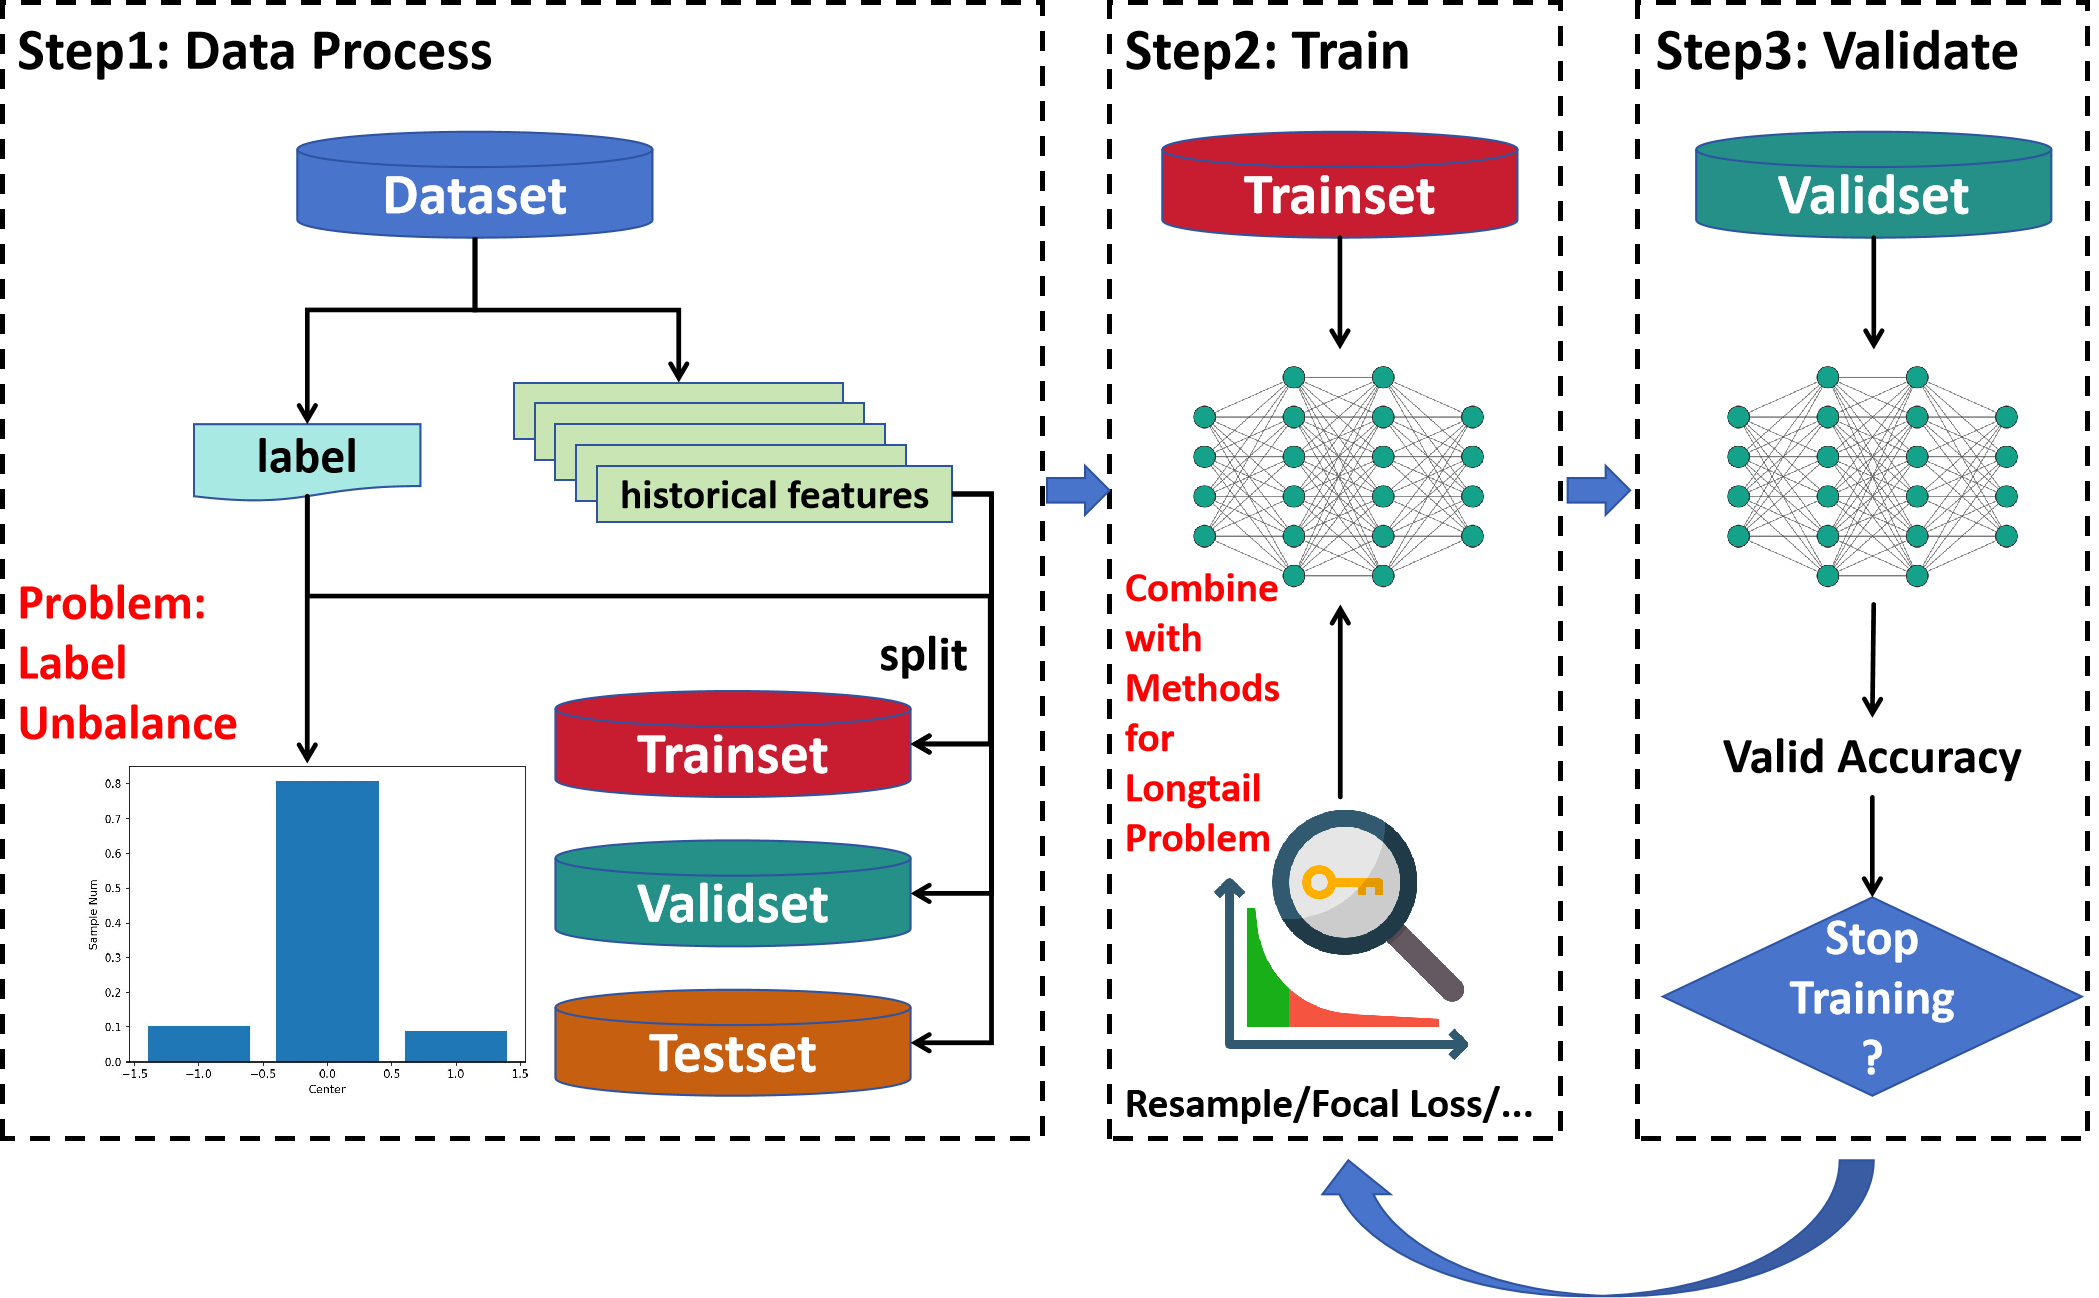 Step1: Data Process
Dataset
label
historical features
Problem:
Label
Unbalance
split
Trainset
Validset
Testset
0.8
0.7
0.6
0.5
0.4
0.3
0.2
0.1
0.0
Sample Num
−1.5
−1.0
−0.5
0.0
0.5
1.0
1.5
Center
Step2: Train
Trainset
Combine
with
Methods
for
Longtail
Problem
Resample/Focal Loss/...
Step3: Validate
Validset
Valid Accuracy
Stop
Training
?